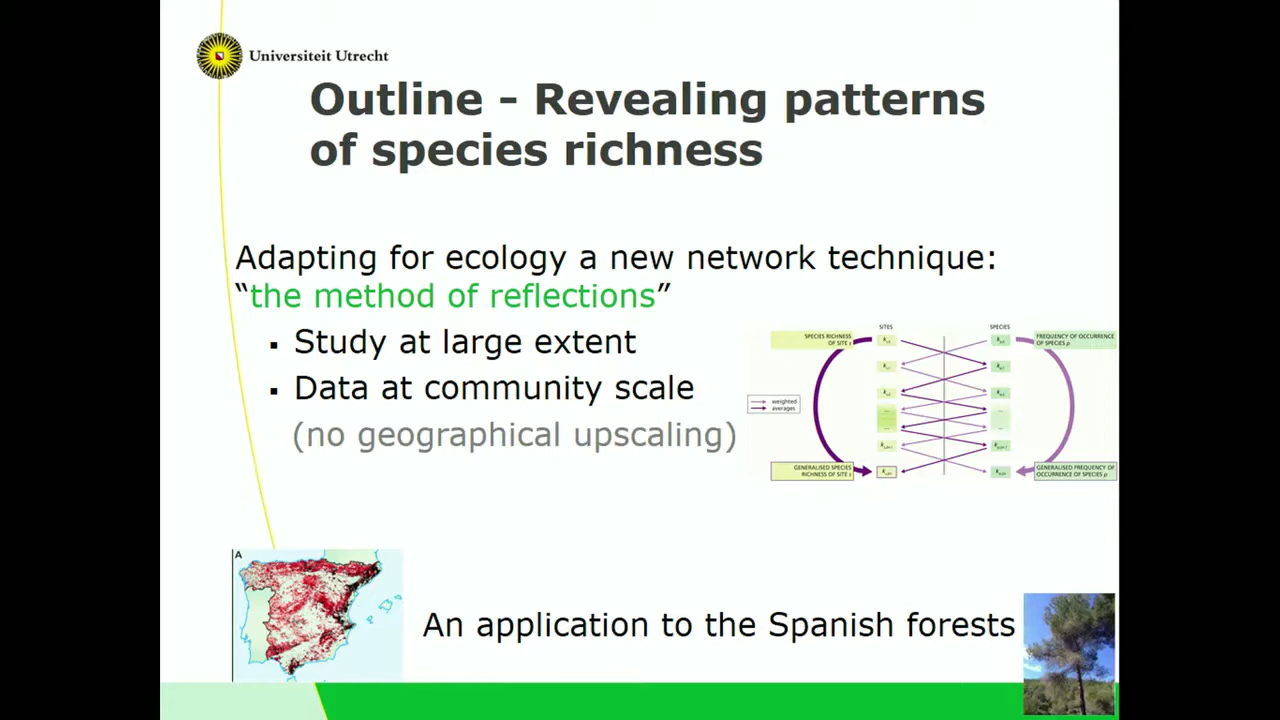 Universiteit Utrecht
Outline - Revealing patterns
of species richness
Adapting for ecology a new network technique:
“the method of reflections”
▪ Study at large extent
▪ Data at community scale
(no geographical upscaling)
SITES
SPECIES
SPECIES RICHNESS
OF SITE s
FREQUENCY OF OCCURRENCE
OF SPECIES p
weighted
averages
GENERALISED SPECIES
RICHNESS OF SITE s
GENERALISED FREQUENCY OF
OCCURRENCE OF SPECIES p
A
An application to the Spanish forests